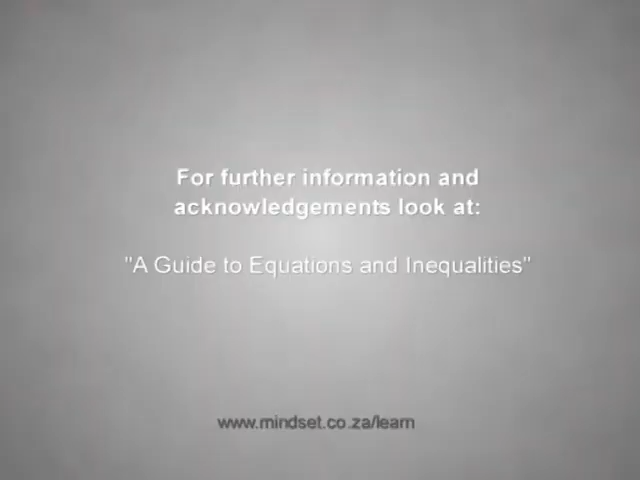 For further information and
acknowledgements look at:
"A Guide to Equations and Inequalities"
www.mindset.co.za/learn